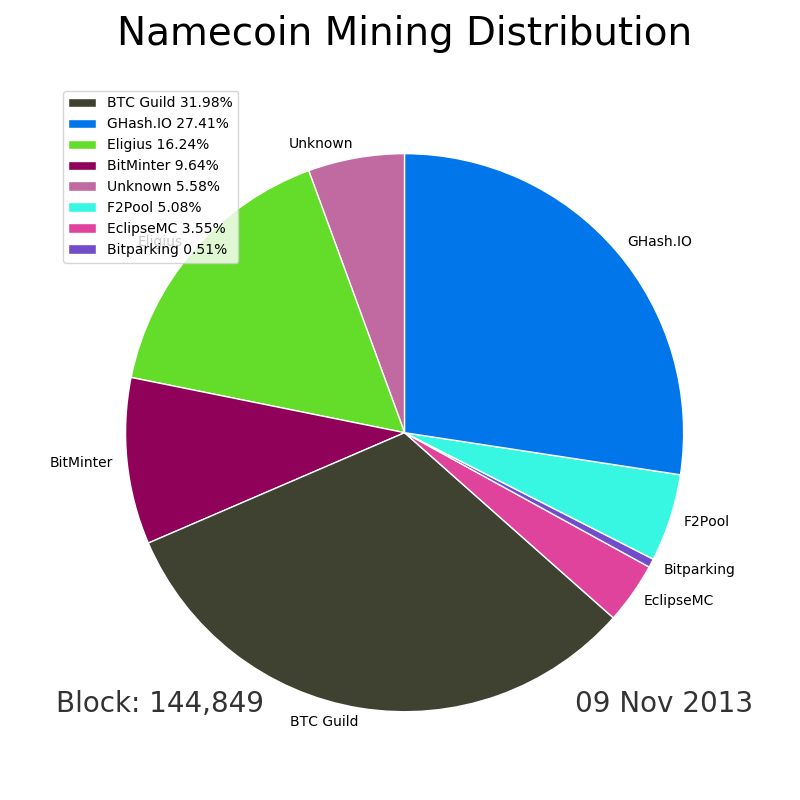 Namecoin Mining Distribution
BTC Guild 31.98%
GHash.IO 27.41%
Eligius 16.24%
BitMinter 9.64%
Unknown 5.58%
F2Pool 5.08%
EclipseMC 3.55%
Bitparking 0.51%
Unknown
GHash.IO
Eligius
BitMinter
F2Pool
Bitparking
EclipseMC
BTC Guild
Block: 144,849
09 Nov 2013